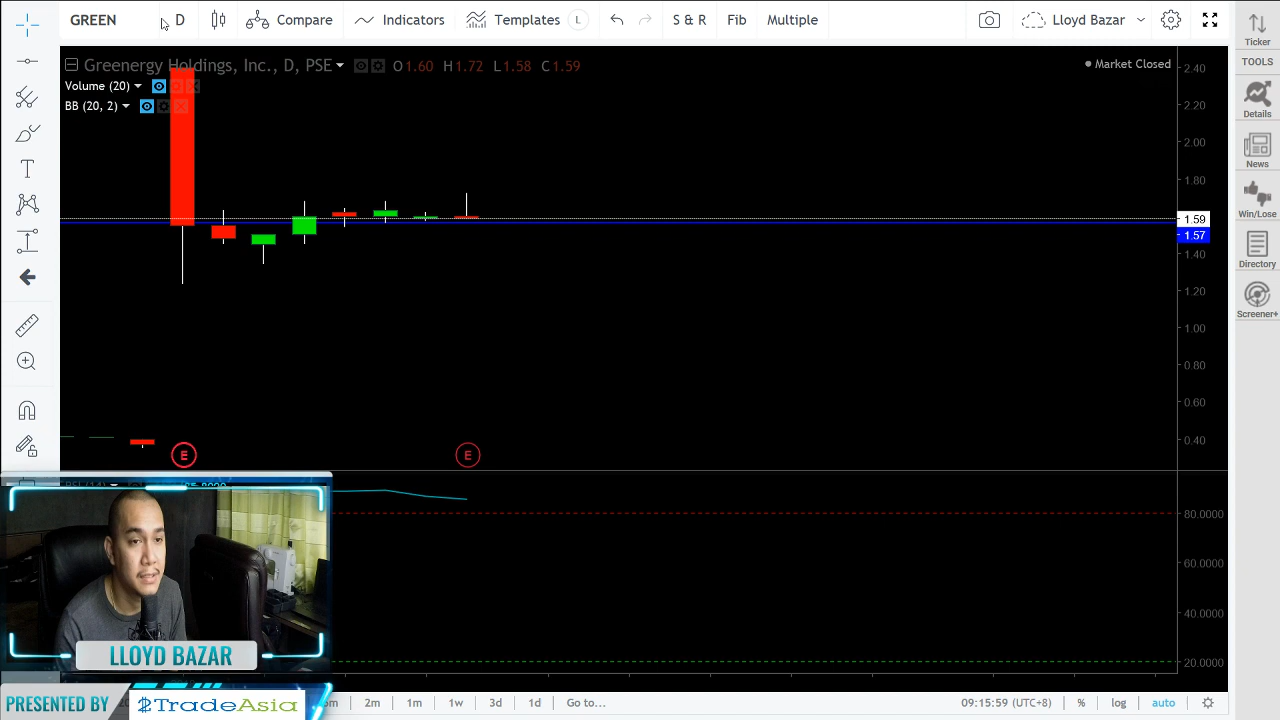 GREEN D Compare Indicators Templates L S & R Fib Multiple Lloyd Bazar
Ticker
TOOLS
Details
News
Win/Lose
Directory
Screener+
Greenergy Holdings, Inc., D, PSE O1.60 H1.72 L1.58 C1.59
Market Closed
Volume (20)
BB (20, 2)
2.40
2.20
2.00
1.80
1.59
1.57
1.40
1.20
1.00
0.80
0.60
0.40
E E
80.0000
60.0000
40.0000
20.0000
LLOYD BAZAR
PRESENTED BY
$TradeAsia
2m 1m 1w 3d 1d Go to... 09:15:59 (UTC+8) % log auto